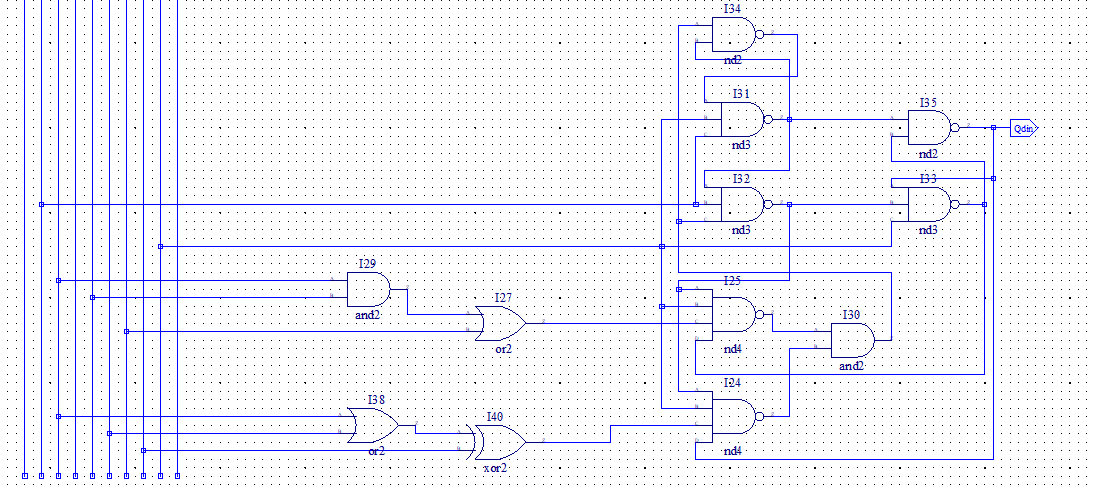 I34
nd2
I31
nd3
I35
nd2
Qdin
I32
nd3
I33
nd3
I29
and2
I27
or2
I25
nd4
I30
and2
I38
or2
I40
xor2
I24
nd4